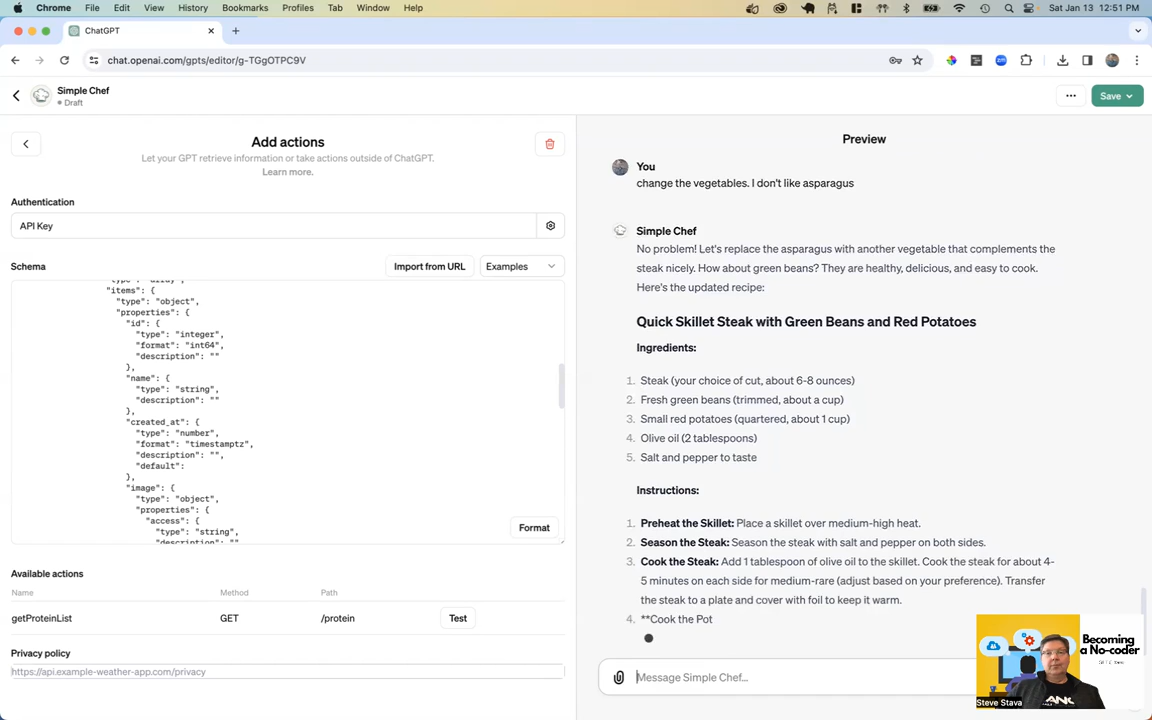 Chrome File Edit View History Bookmarks Profiles Tab Window Help Sat Jan 13 12:51 PM
ChatGPT
chat.openai.com/gpts/editor/g-TGgOTPC9V
Simple Chef
Draft
Save
Add actions
Let your GPT retrieve information or take actions outside of ChatGPT.
Learn more.
Authentication
API Key
Schema
Import from URL
Examples
"type": "array",
"items": {
"type": "object",
"properties": {
"id": {
"type": "integer",
"format": "int64",
"description": ""
},
"name": {
"type": "string",
"description": ""
},
"created_at": {
"type": "number",
"format": "timestamptz",
"description": "",
"default":
},
"image": {
"type": "object",
"properties": {
"access": {
"type": "string",
"description": ""
Format
Available actions
Name Method Path
getProteinList GET /protein Test
Privacy policy
https://api.example-weather-app.com/privacy
Preview
You
change the vegetables. I don't like asparagus
Simple Chef
No problem! Let's replace the asparagus with another vegetable that complements the
steak nicely. How about green beans? They are healthy, delicious, and easy to cook.
Here's the updated recipe:
Quick Skillet Steak with Green Beans and Red Potatoes
Ingredients:
1. Steak (your choice of cut, about 6-8 ounces)
2. Fresh green beans (trimmed, about a cup)
3. Small red potatoes (quartered, about 1 cup)
4. Olive oil (2 tablespoons)
5. Salt and pepper to taste
Instructions:
1. Preheat the Skillet: Place a skillet over medium-high heat.
2. Season the Steak: Season the steak with salt and pepper on both sides.
3. Cook the Steak: Add 1 tablespoon of olive oil to the skillet. Cook the steak for about 4-
5 minutes on each side for medium-rare (adjust based on your preference). Transfer
the steak to a plate and cover with foil to keep it warm.
4. **Cook the Pot
Message Simple Chef...
Becoming
a No-coder
Steve Stava